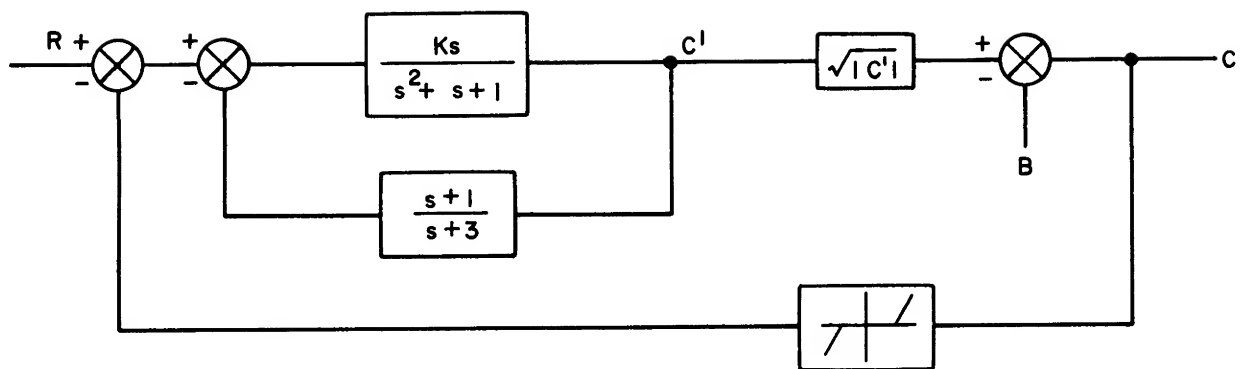 R + -
+ -
Ks
s² + s + 1
C'
√|C'|
+ -
B
C
s + 1
s + 3